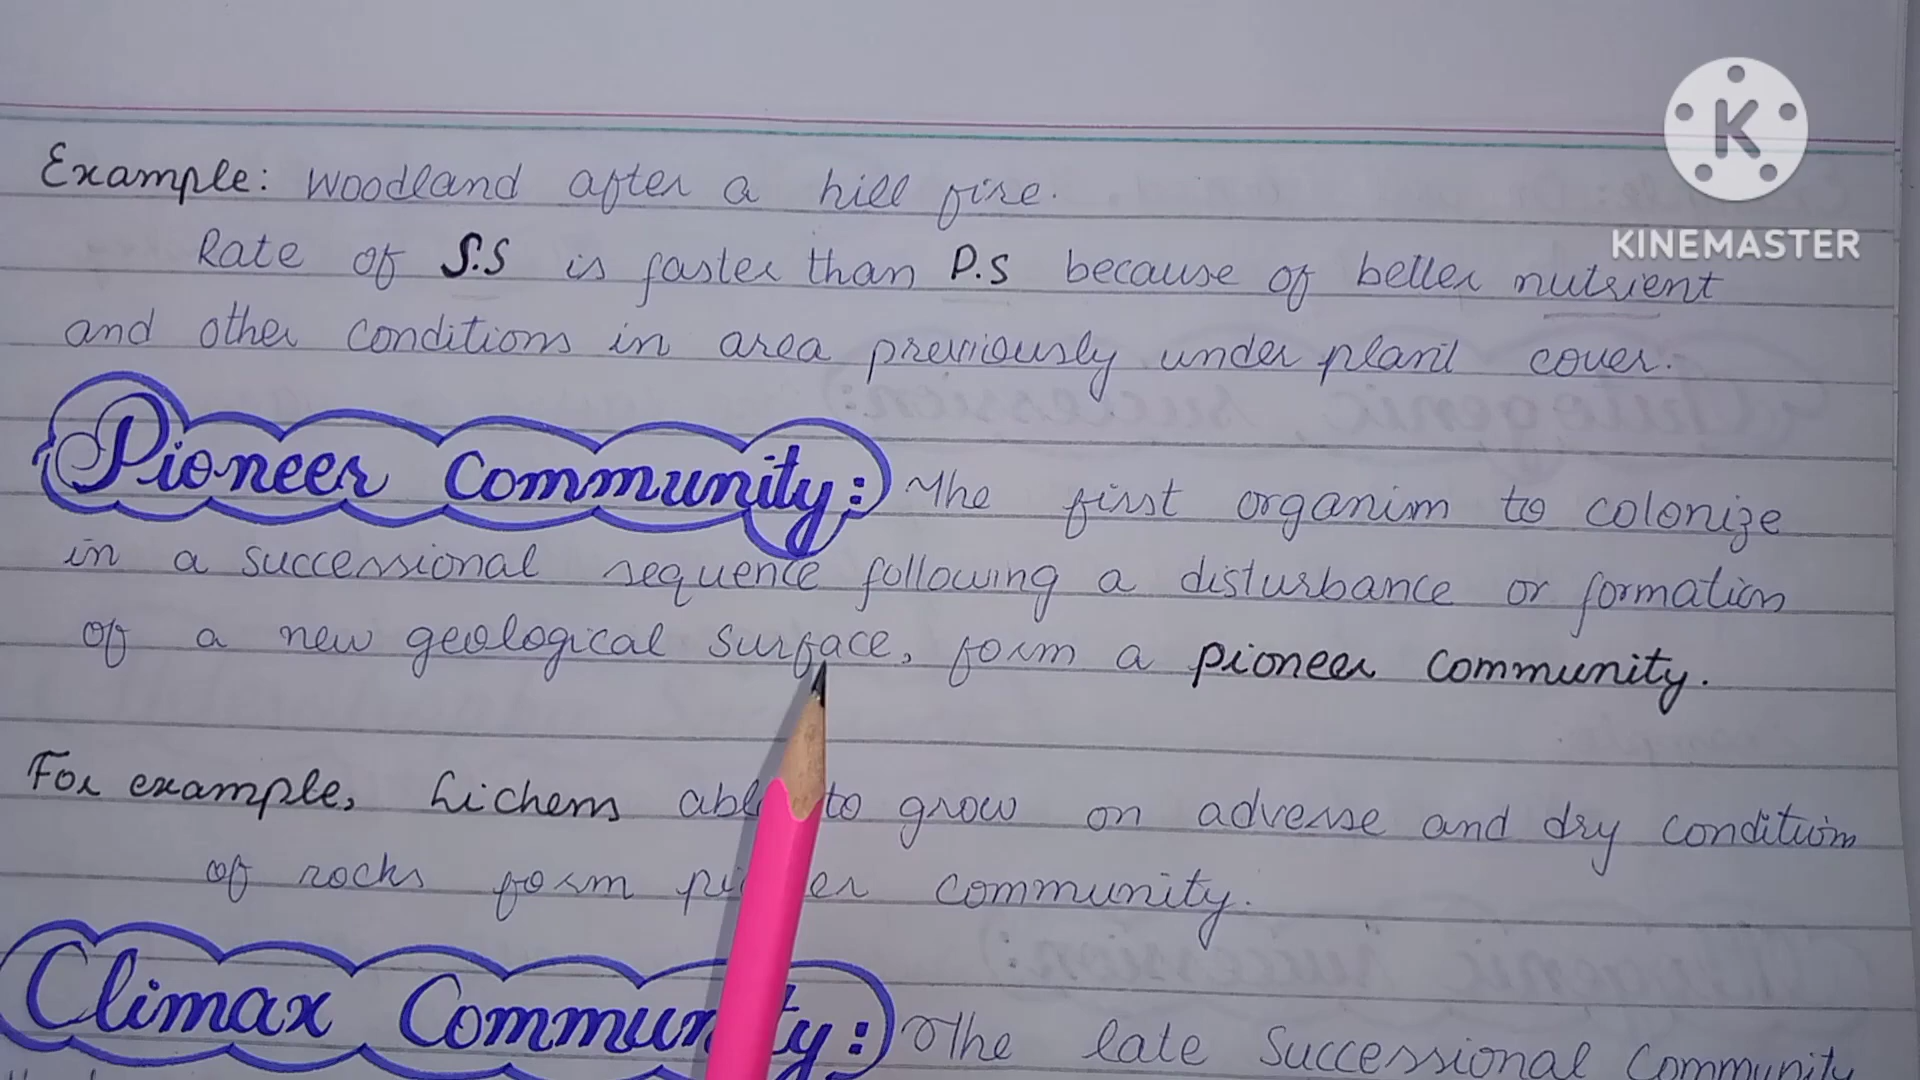 K
KINEMASTER
Example: Woodland after a hill fire.
Rate of S.S is faster than P.S because of better nutrient
and other conditions in area previously under plant cover.
Pioneer Community: The first organim to colonize
in a successional sequence following a disturbance or formation
of a new geological surface, form a pioneer community.
For example, Lichens able to grow on adverse and dry condition
of rocks form community.
Climax Community: The late Successional Community